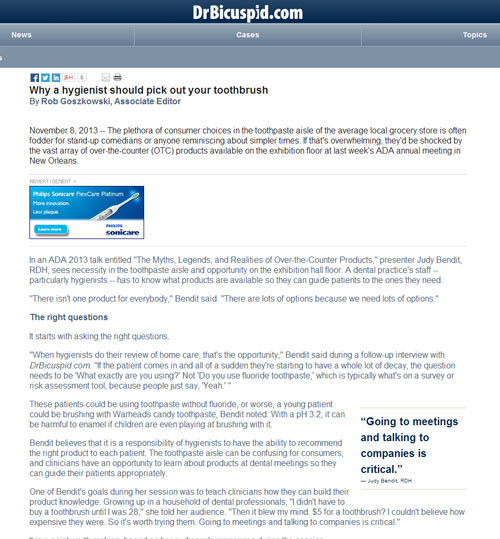 DrBicuspid.com
News
Cases
Topics
s
Why a hygienist should pick out your toothbrush
By Rob Goszkowski, Associate Editor
November 8, 2013 -- The plethora of consumer choices in the toothpaste aisle of the average local grocery store is often
fodder for stand-up comedians or anyone reminiscing about simpler times. If that's overwhelming, they'd be shocked by
the vast array of over-the-counter (OTC) products available on the exhibition floor at last week's ADA annual meeting in
New Orleans.
ADVERTISEMENT
Philips Sonicare FlexCare Platinum
More innovation.
Less plaque.
Learn more
PHILIPS
sonicare
In an ADA 2013 talk entitled "The Myths, Legends, and Realities of Over-the-Counter Products," presenter Judy Bendit,
RDH, sees necessity in the toothpaste aisle and opportunity on the exhibition hall floor. A dental practice's staff --
particularly hygienists -- has to know what products are available so they can guide patients to the ones they need.
"There isn't one product for everybody," Bendit said. "There are lots of options because we need lots of options."
The right questions
It starts with asking the right questions.
"When hygienists do their review of home care, that's the opportunity," Bendit said during a follow-up interview with
DrBicuspid.com. "If the patient comes in and all of a sudden they're starting to have a whole lot of decay, the question
needs to be 'What exactly are you using?' Not 'Do you use fluoride toothpaste,' which is typically what's on a survey or
risk assessment tool, because people just say, 'Yeah.' "
These patients could be using toothpaste without fluoride, or worse, a young patient
could be brushing with Warheads candy toothpaste, Bendit noted. With a pH 3.2, it can
be harmful to enamel if children are even playing at brushing with it.
Bendit believes that it is a responsibility of hygienists to have the ability to recommend
the right product to each patient. The toothpaste aisle can be confusing for consumers,
and clinicians have an opportunity to learn about products at dental meetings so they
can guide their patients appropriately.
"Going to meetings
and talking to
companies is
critical."
— Judy Bendit, RDH
One of Bendit's goals during her session was to teach clinicians how they can build their
product knowledge. Growing up in a household of dental professionals, "I didn't have to
buy a toothbrush until I was 28," she told her audience. "Then it blew my mind. $5 for a toothbrush? I couldn't believe how
expensive they were. So it's worth trying them. Going to meetings and talking to companies is critical."